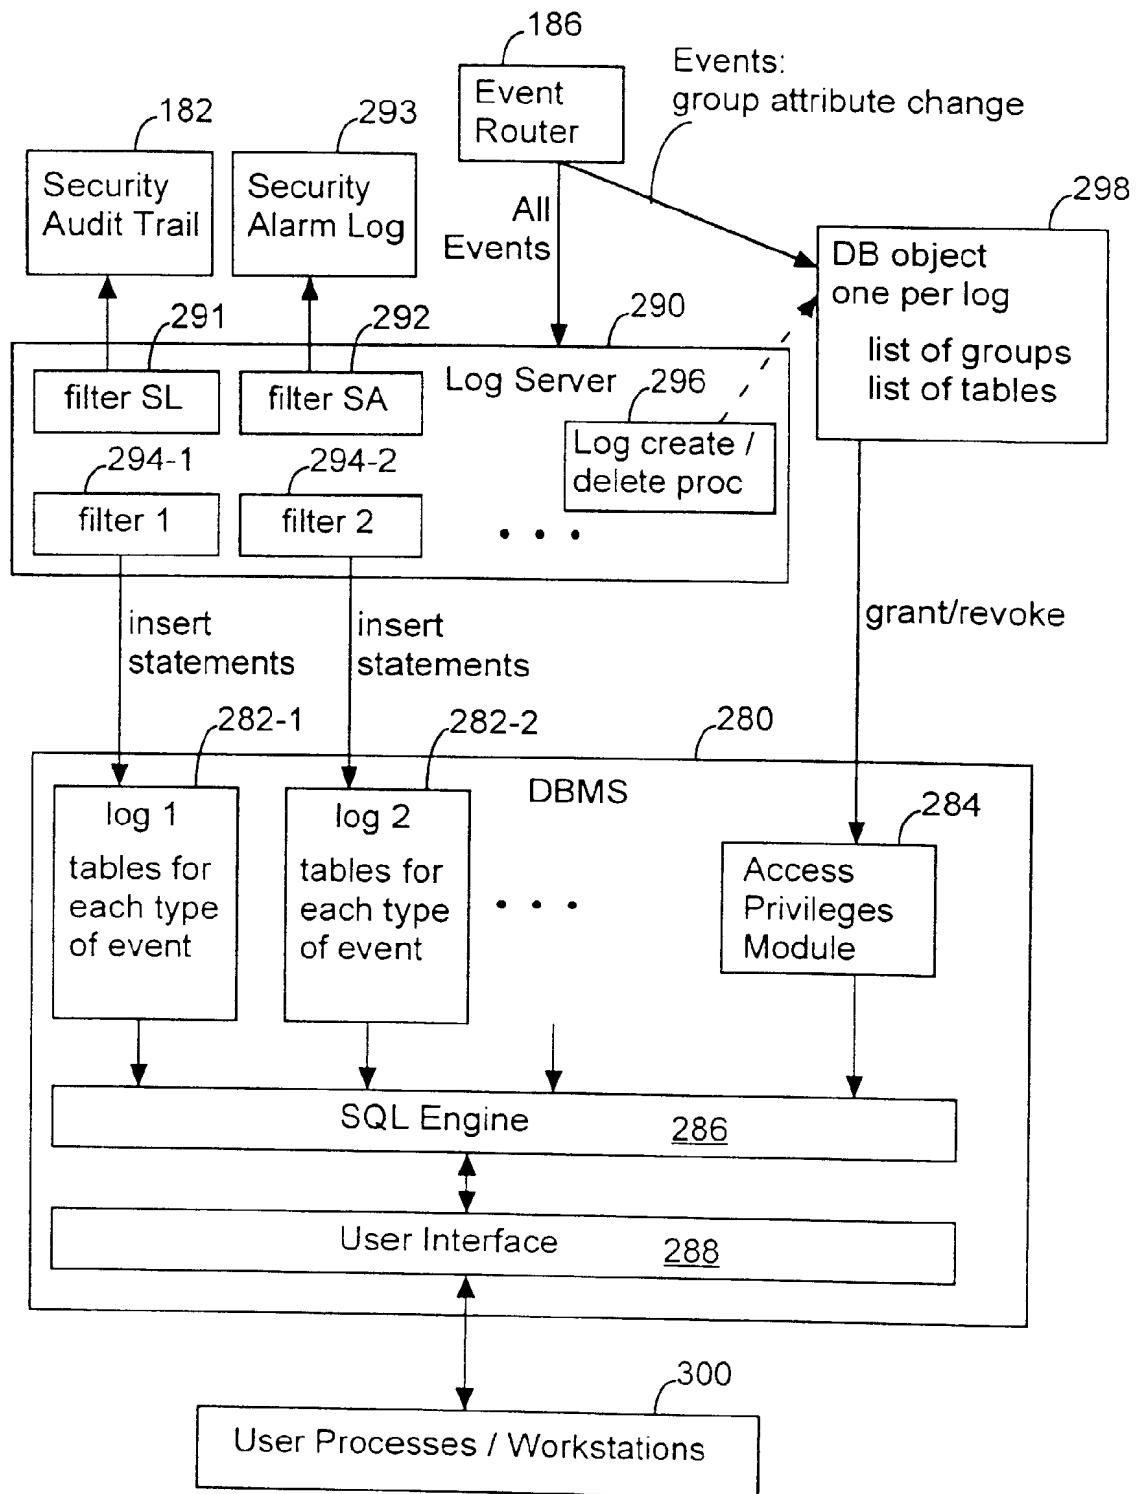 186
Event
Router
Events:
group attribute change
182
Security
Audit Trail
293
Security
Alarm Log
All
Events
298
DB object
one per log
list of groups
list of tables
290
Log Server
291
filter SL
292
filter SA
296
Log create /
delete proc
294-1
filter 1
294-2
filter 2
. . .
insert
statements
insert
statements
grant/revoke
280
DBMS
282-1
log 1
tables for
each type
of event
282-2
log 2
tables for
each type
of event
. . .
284
Access
Privileges
Module
SQL Engine 286
User Interface 288
300
User Processes / Workstations